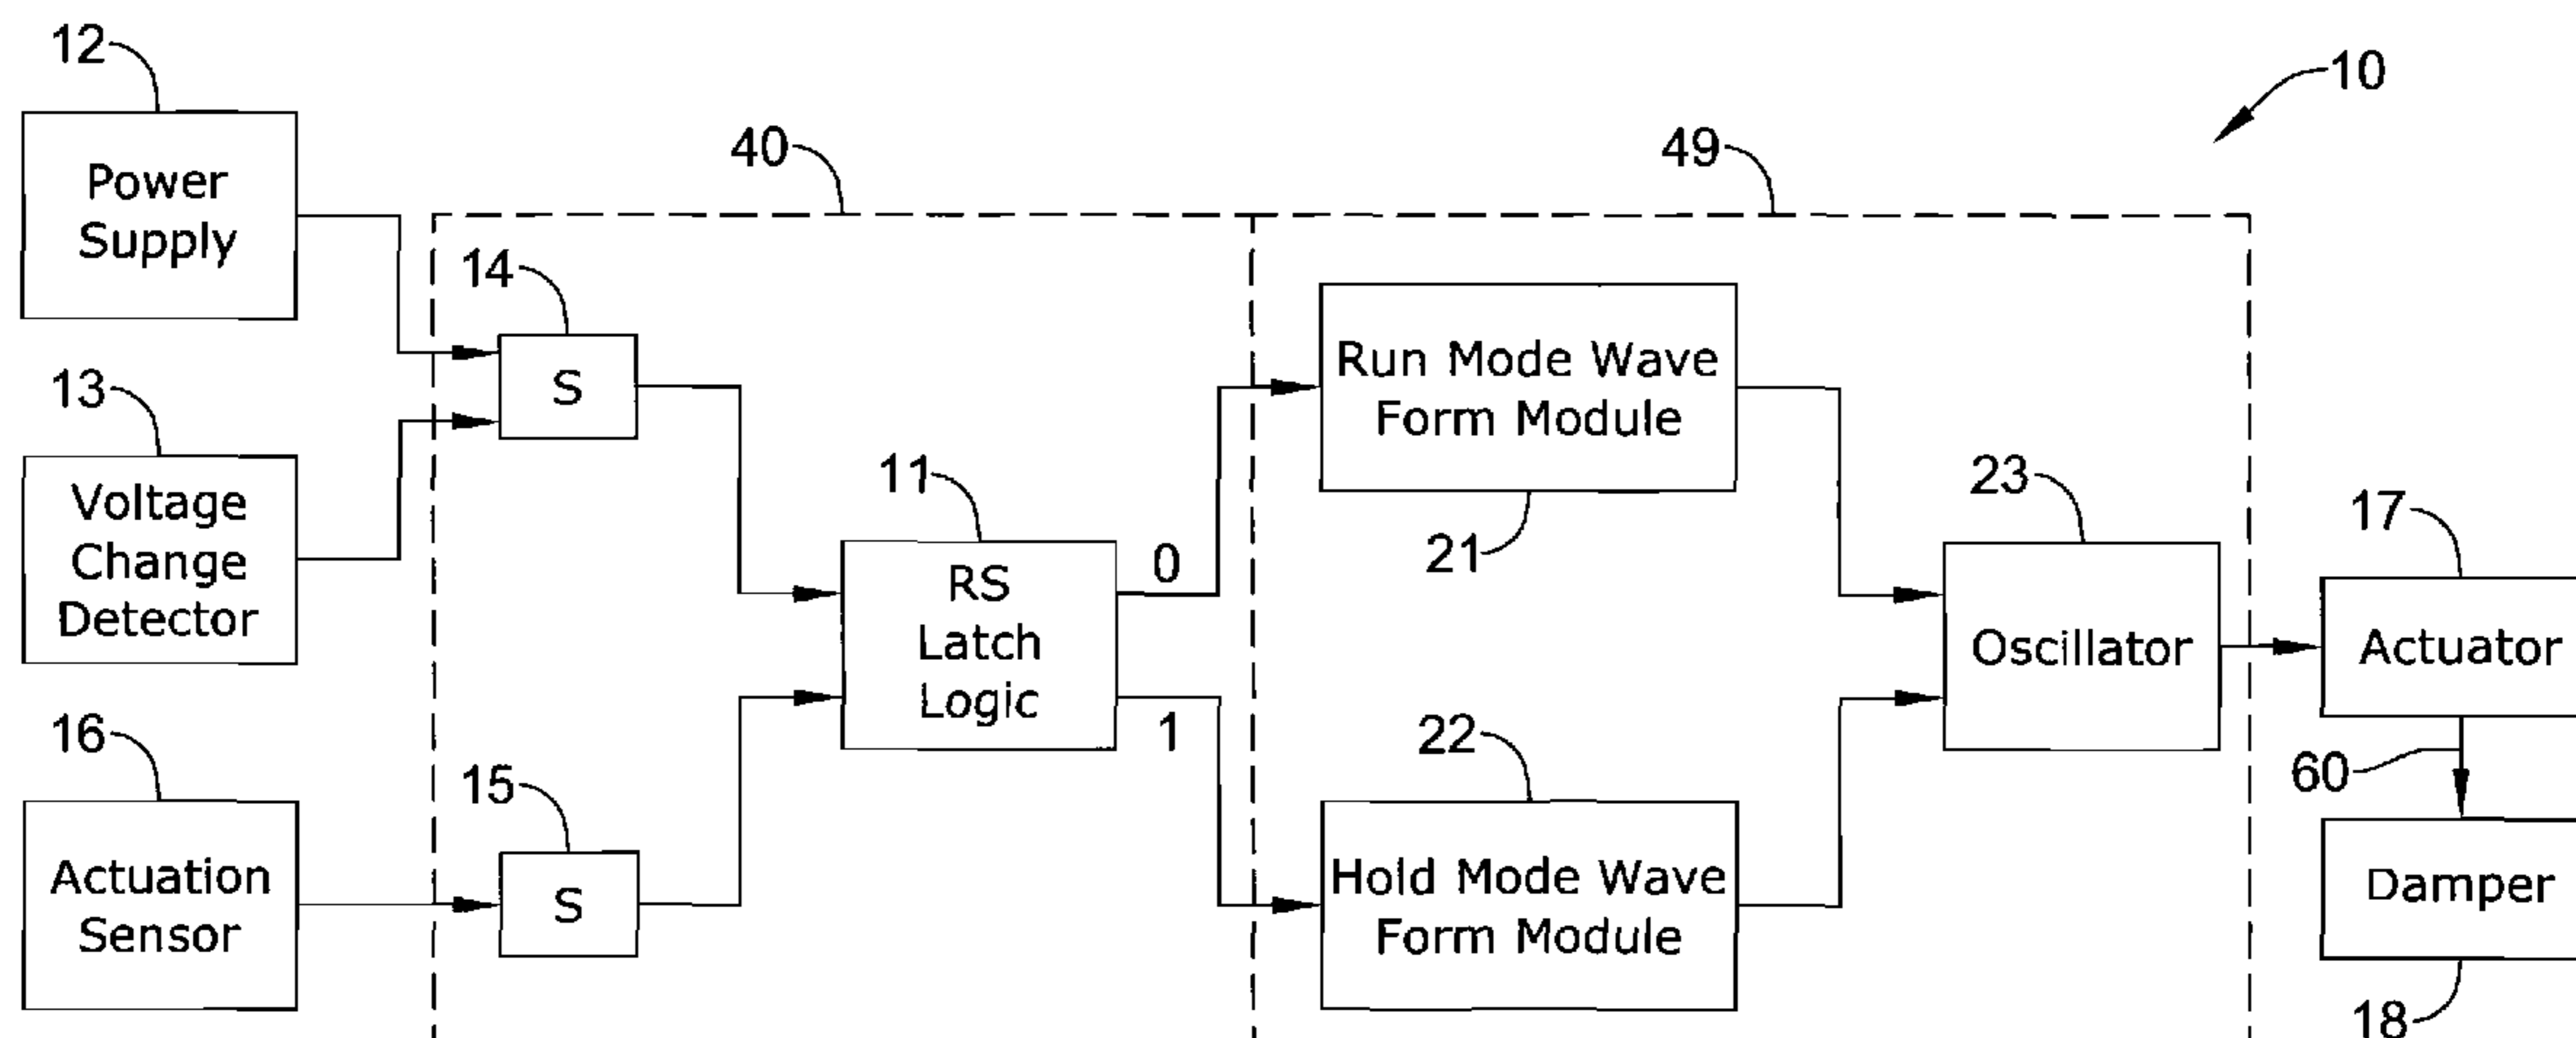 12
10
40
49
Power
Supply
14
S
13
Voltage
Change
Detector
11
RS
Latch
Logic
0
1
Run Mode Wave
Form Module
21
23
Oscillator
17
Actuator
16
Actuation
Sensor
15
S
22
Hold Mode Wave
Form Module
60
Damper
18